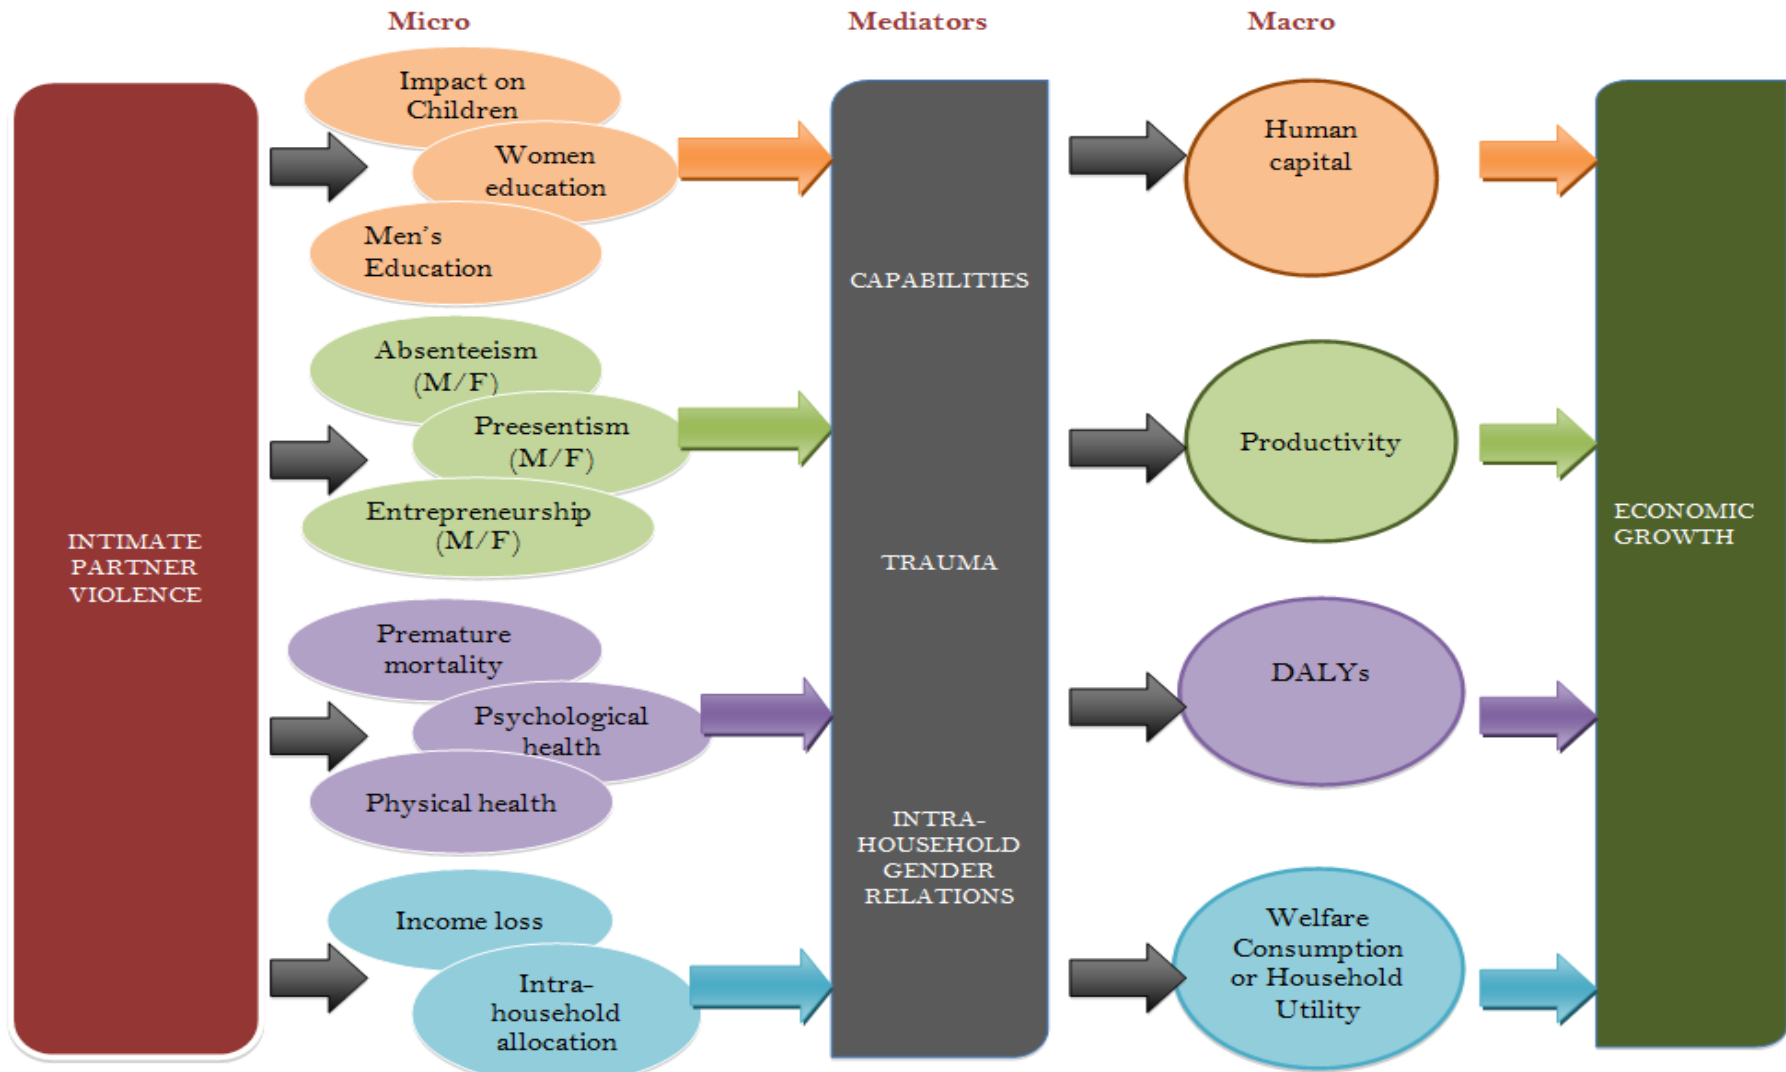 Micro
Mediators
Macro
INTIMATE
PARTNER
VIOLENCE
Impact on
Children
Women
education
Men's
Education
Absenteeism
(M/F)
Preesentism
(M/F)
Entrepreneurship
(M/F)
Premature
mortality
Psychological
health
Physical health
Income loss
Intra-
household
allocation
CAPABILITIES
TRAUMA
INTRA-
HOUSEHOLD
GENDER
RELATIONS
Human
capital
Productivity
DALYs
Welfare
Consumption
or Household
Utility
ECONOMIC
GROWTH